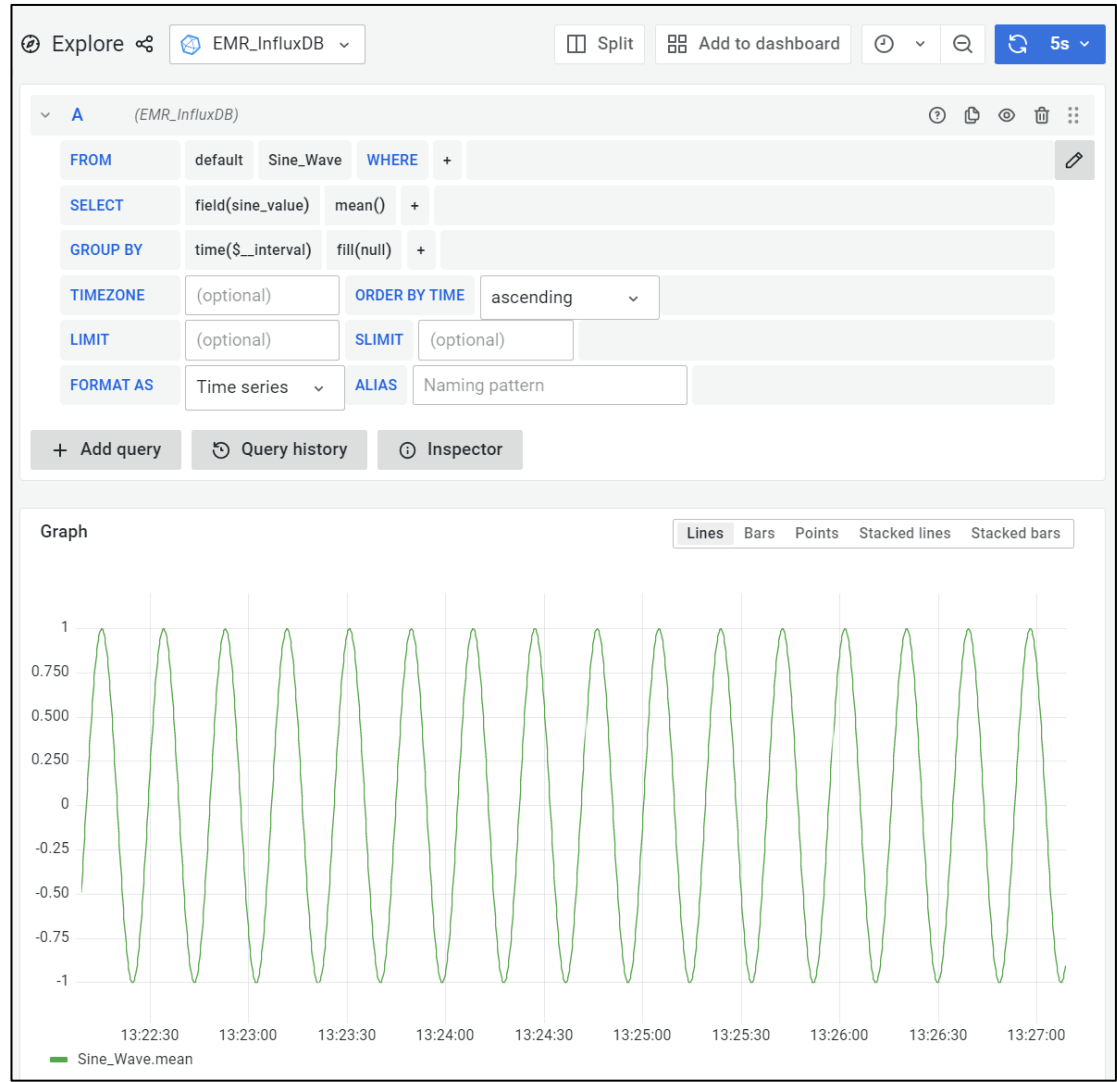 Explore EMR_InfluxDB Split Add to dashboard 5s
A (EMR_InfluxDB)
FROM default Sine_Wave WHERE +
SELECT field(sine_value) mean() +
GROUP BY time($__interval) fill(null) +
TIMEZONE (optional) ORDER BY TIME ascending
LIMIT (optional) SLIMIT (optional)
FORMAT AS Time series ALIAS Naming pattern
+ Add query Query history Inspector
Graph Lines Bars Points Stacked lines Stacked bars
1
0.750
0.500
0.250
0
-0.25
-0.50
-0.75
-1
13:22:30 13:23:00 13:23:30 13:24:00 13:24:30 13:25:00 13:25:30 13:26:00 13:26:30 13:27:00
Sine_Wave.mean